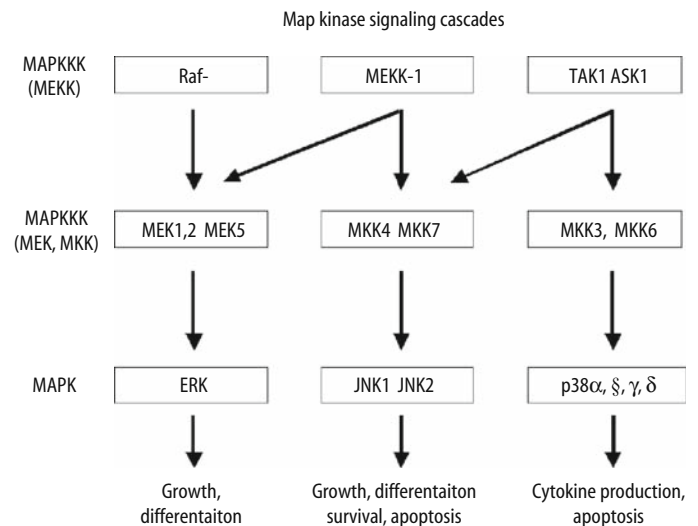 Map kinase signaling cascades
MAPKKK
(MEKK)
Raf-
MEKK-1
TAK1 ASK1
MAPKKK
(MEK, MKK)
MEK1,2 MEK5
MKK4 MKK7
MKK3, MKK6
MAPK
ERK
JNK1 JNK2
p38α, §, γ, δ
Growth,
differentaiton
Growth, differentaiton
survival, apoptosis
Cytokine production,
apoptosis